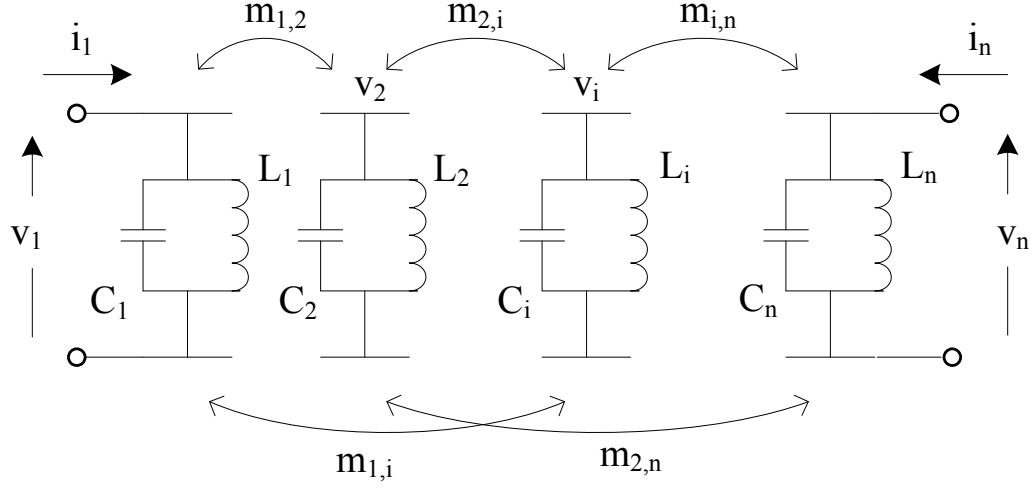 m1,2 m2,i mi,n
i1 in
v2 vi
L1 L2 Li Ln
v1 vn
C1 C2 Ci Cn
m1,i m2,n